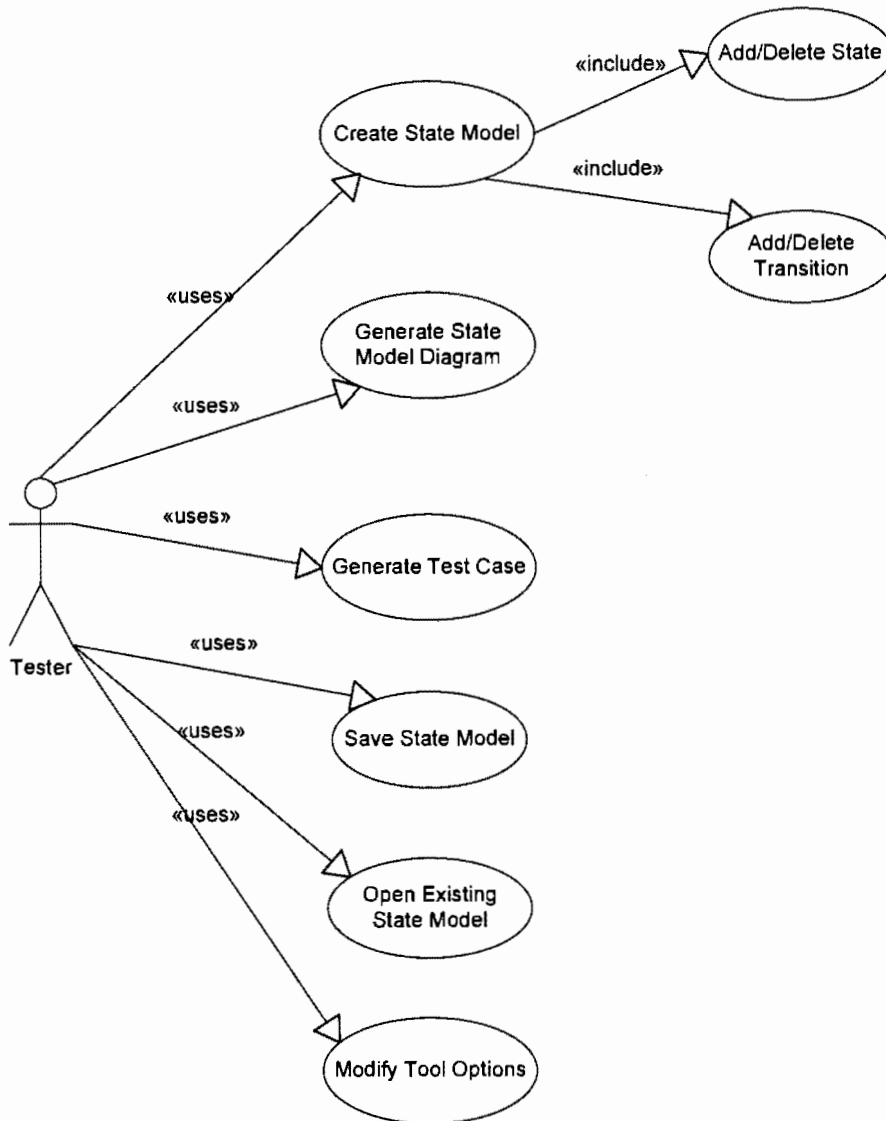 Add/Delete State
«include»
Create State Model
«include»
Add/Delete
Transition
«uses»
Generate State
Model Diagram
«uses»
«uses»
Generate Test Case
«uses»
Tester
Save State Model
«uses»
«uses»
Open Existing
State Model
Modify Tool Options